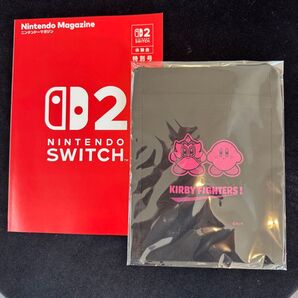 Nintendo Magazine
ニンテンドーマガジン
2
NINTENDO
SWITCH
特別号
2
NINTENDO
SWITCH
KIRBY FIGHTERS!